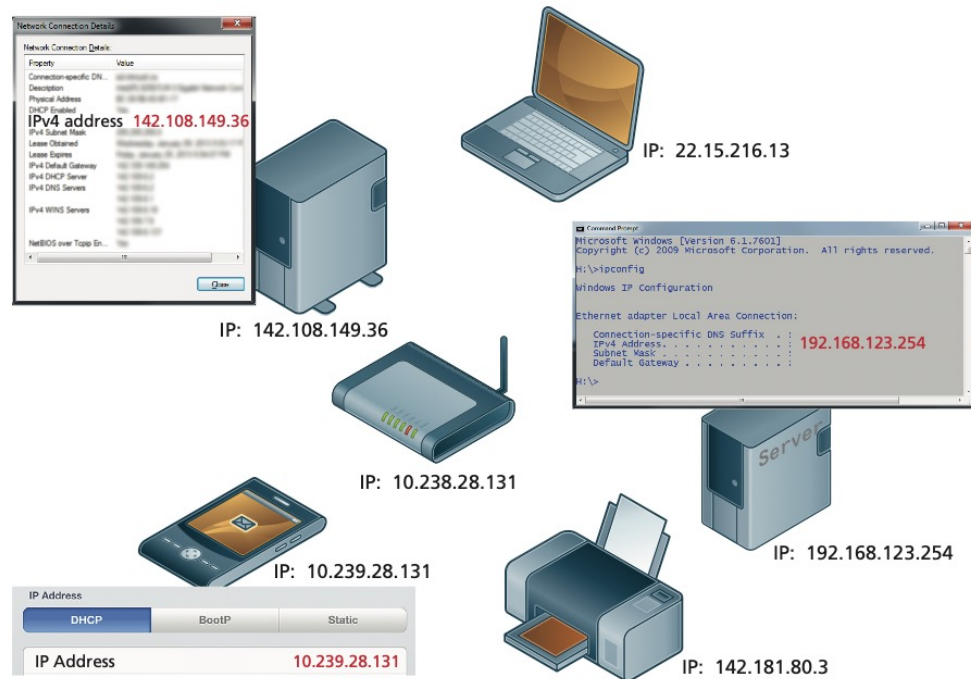 Network Connection Details
Network Connection Details:
Property Value
Connection-specific DN...
Description
Physical Address
DHCP Enabled
IPv4 address 142.108.149.36
IPv4 Subnet Mask
Lease Obtained
Lease Expires
IPv4 Default Gateway
IPv4 DHCP Server
IPv4 DNS Servers
IPv4 WINS Servers
NetBIOS over Tcpip En...
Close
IP: 142.108.149.36
IP: 22.15.216.13
Command Prompt
Microsoft Windows [Version 6.1.7601]
Copyright (c) 2009 Microsoft Corporation. All rights reserved.
H:\>ipconfig
Windows IP Configuration
Ethernet adapter Local Area Connection:
Connection-specific DNS Suffix . :
IPv4 Address. . . . . . . . . . . : 192.168.123.254
Subnet Mask . . . . . . . . . . . :
Default Gateway . . . . . . . . . :
H:\>
Server
IP: 192.168.123.254
IP: 10.238.28.131
IP: 10.239.28.131
IP Address
DHCP BootP Static
IP Address 10.239.28.131
IP: 142.181.80.3